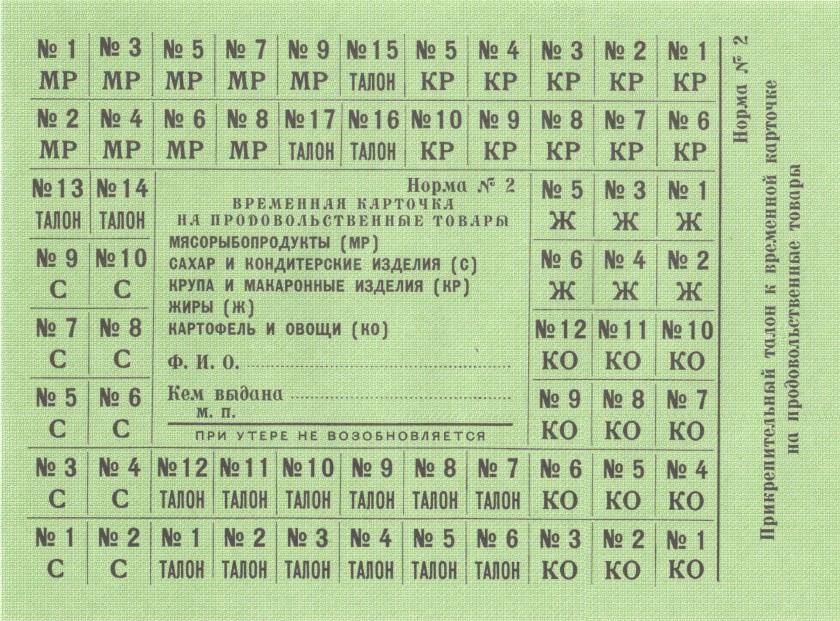 № 1 № 3 № 5 № 7 № 9 №15 № 5 № 4 № 3 № 2 № 1
МР МР МР МР МР ТАЛОН КР КР КР КР КР
№ 2 № 4 № 6 № 8 №17 №16 №10 № 9 № 8 № 7 № 6
МР МР МР МР ТАЛОН ТАЛОН КР КР КР КР КР
№13 №14
ТАЛОН ТАЛОН
№ 9 №10
С С
№ 7 № 8
С С
№ 5 № 6
С С
Норма № 2
ВРЕМЕННАЯ КАРТОЧКА
НА ПРОДОВОЛЬСТВЕННЫЕ ТОВАРЫ
МЯСОРЫБОПРОДУКТЫ (МР)
САХАР И КОНДИТЕРСКИЕ ИЗДЕЛИЯ (С)
КРУПА И МАКАРОННЫЕ ИЗДЕЛИЯ (КР)
ЖИРЫ (Ж)
КАРТОФЕЛЬ И ОВОЩИ (КО)
Ф. И. О.
Кем выдана
М. П.
ПРИ УТЕРЕ НЕ ВОЗОБНОВЛЯЕТСЯ
№ 5 № 3 № 1
Ж Ж Ж
№ 6 № 4 № 2
Ж Ж Ж
№12 №11 №10
КО КО КО
№ 9 № 8 № 7
КО КО КО
№ 3 № 4 №12 №11 №10 № 9 № 8 № 7 № 6 № 5 № 4
С С ТАЛОН ТАЛОН ТАЛОН ТАЛОН ТАЛОН ТАЛОН КО КО КО
№ 1 № 2 № 1 № 2 № 3 № 4 № 5 № 6 № 3 № 2 № 1
С С ТАЛОН ТАЛОН ТАЛОН ТАЛОН ТАЛОН ТАЛОН КО КО КО
Норма № 2
Прикрепительный талон к временной карточке
на продовольственные товары